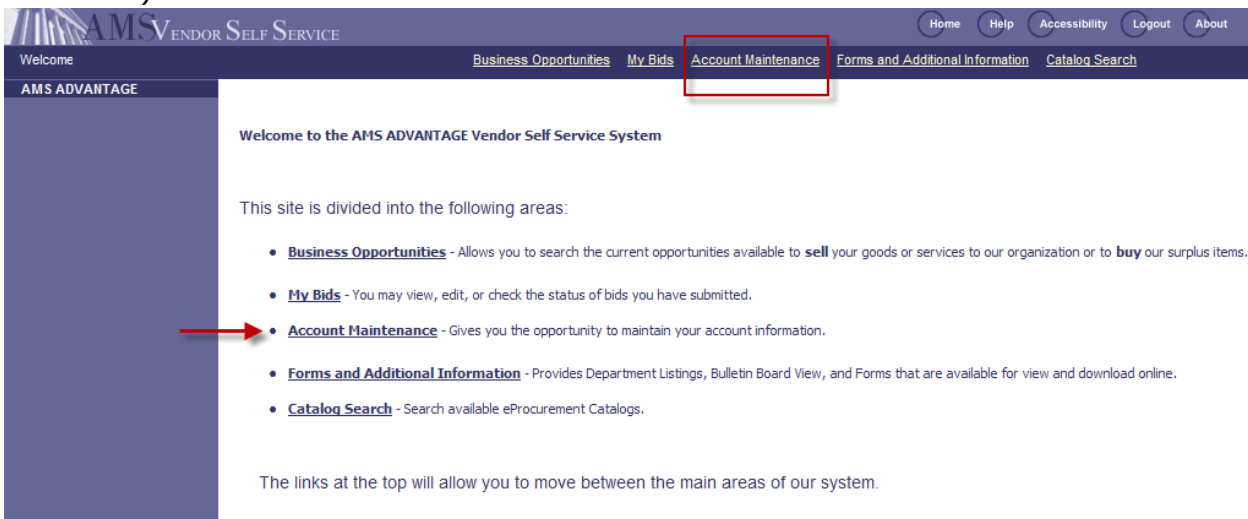 AMS VENDOR SELF SERVICE
Home Help Accessibility Logout About
Welcome Business Opportunities My Bids Account Maintenance Forms and Additional Information Catalog Search
AMS ADVANTAGE
Welcome to the AMS ADVANTAGE Vendor Self Service System
This site is divided into the following areas:
• Business Opportunities - Allows you to search the current opportunities available to sell your goods or services to our organization or to buy our surplus items.
• My Bids - You may view, edit, or check the status of bids you have submitted.
• Account Maintenance - Gives you the opportunity to maintain your account information.
• Forms and Additional Information - Provides Department Listings, Bulletin Board View, and Forms that are available for view and download online.
• Catalog Search - Search available eProcurement Catalogs.
The links at the top will allow you to move between the main areas of our system.